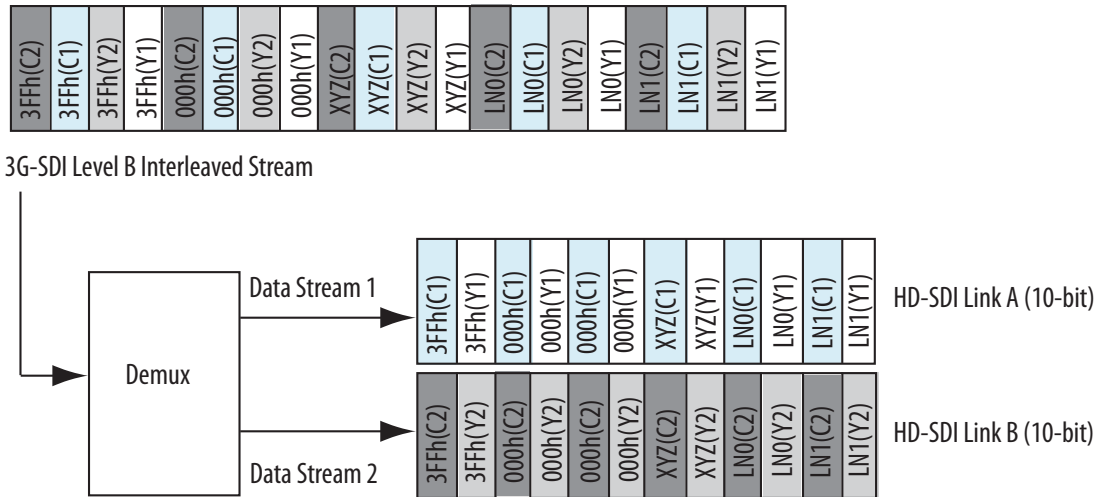 3FFh(C2) 3FFh(C1) 3FFh(Y2) 3FFh(Y1) 000h(C2) 000h(C1) 000h(Y2) 000h(Y1) XYZ(C2) XYZ(C1) XYZ(Y2) XYZ(Y1) LN0(C2) LN0(C1) LN0(Y2) LN0(Y1) LN1(C2) LN1(C1) LN1(Y2) LN1(Y1)
3G-SDI Level B Interleaved Stream
Demux
Data Stream 1
3FFh(C1) 3FFh(Y1) 000h(C1) 000h(Y1) 000h(C1) 000h(Y1) XYZ(C1) XYZ(Y1) LN0(C1) LN0(Y1) LN1(C1) LN1(Y1)
HD-SDI Link A (10-bit)
Data Stream 2
3FFh(C2) 3FFh(Y2) 000h(C2) 000h(Y2) 000h(C2) 000h(Y2) XYZ(C2) XYZ(Y2) LN0(C2) LN0(Y2) LN1(C2) LN1(Y2)
HD-SDI Link B (10-bit)